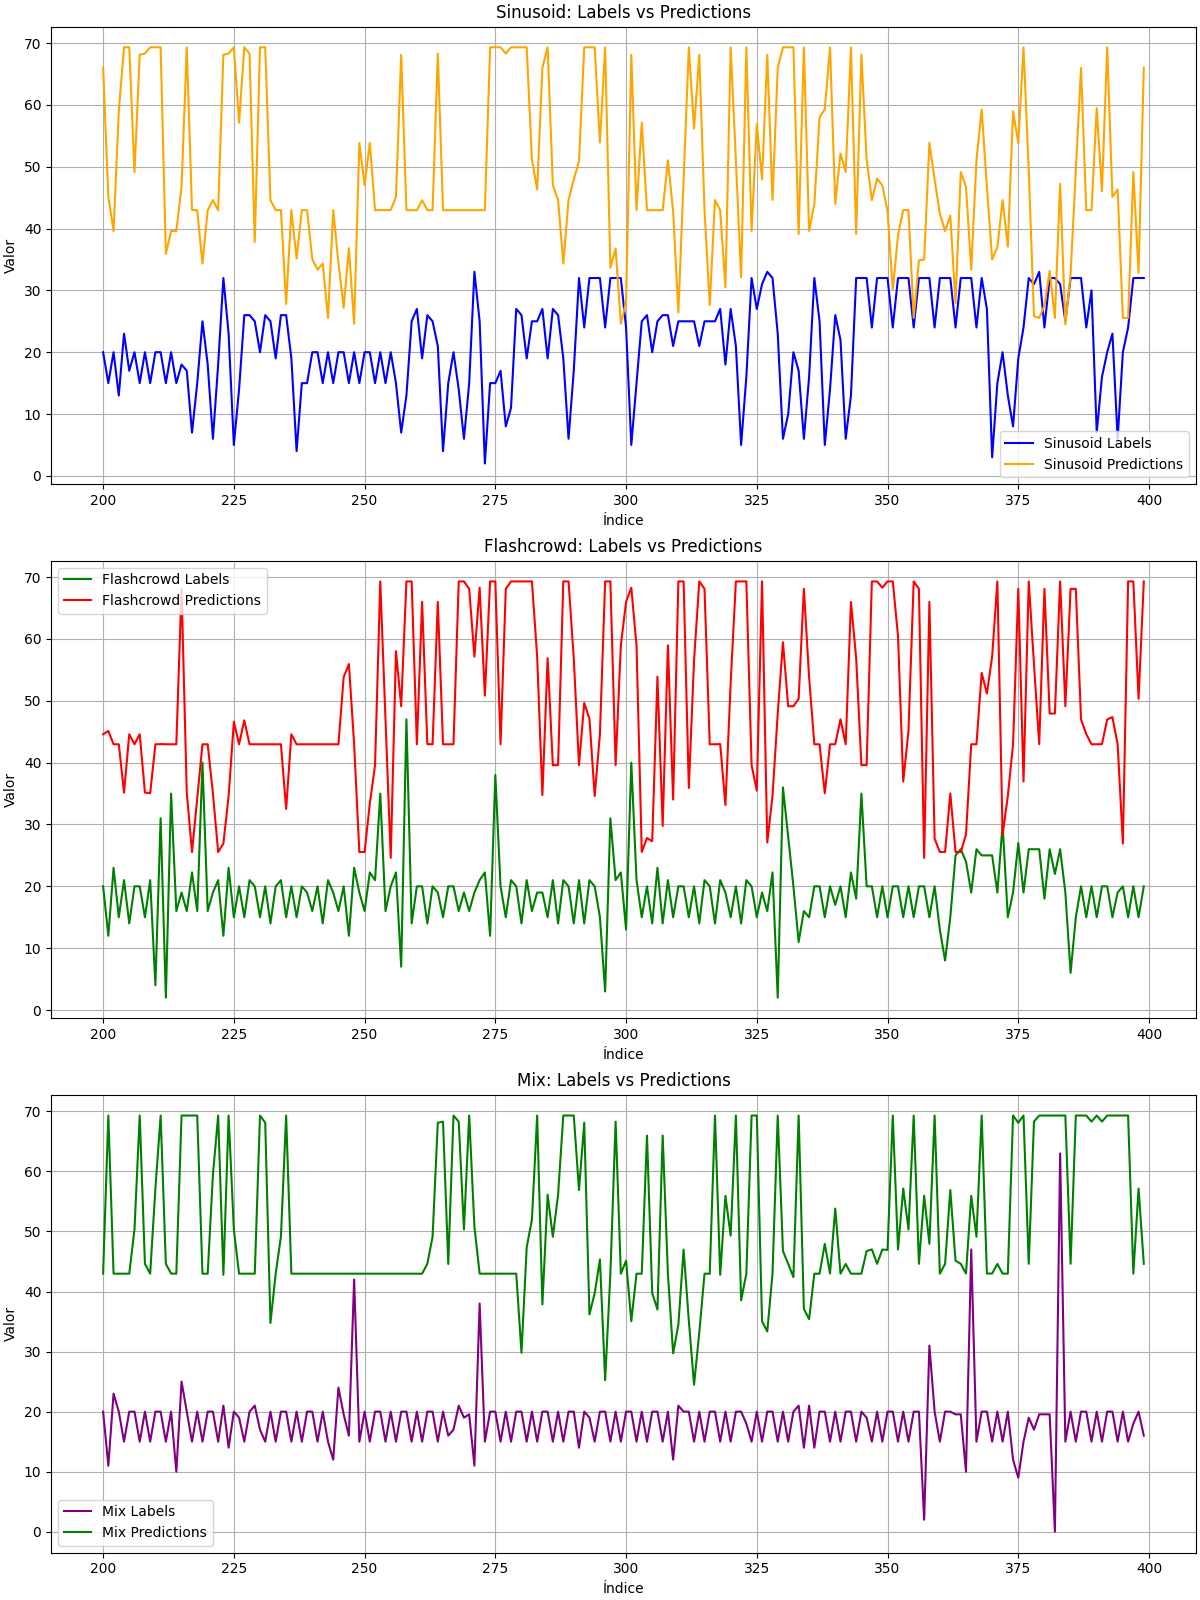 Sinusoid: Labels vs Predictions
70
60
50
40
30
20
10
0
Valor
200 225 250 275 300 325 350 375 400
Índice
Sinusoid Labels
Sinusoid Predictions
Flashcrowd: Labels vs Predictions
Flashcrowd Labels
Flashcrowd Predictions
70
60
50
40
30
20
10
0
Valor
200 225 250 275 300 325 350 375 400
Índice
Mix: Labels vs Predictions
70
60
50
40
30
20
10
0
Valor
Mix Labels
Mix Predictions
200 225 250 275 300 325 350 375 400
Índice